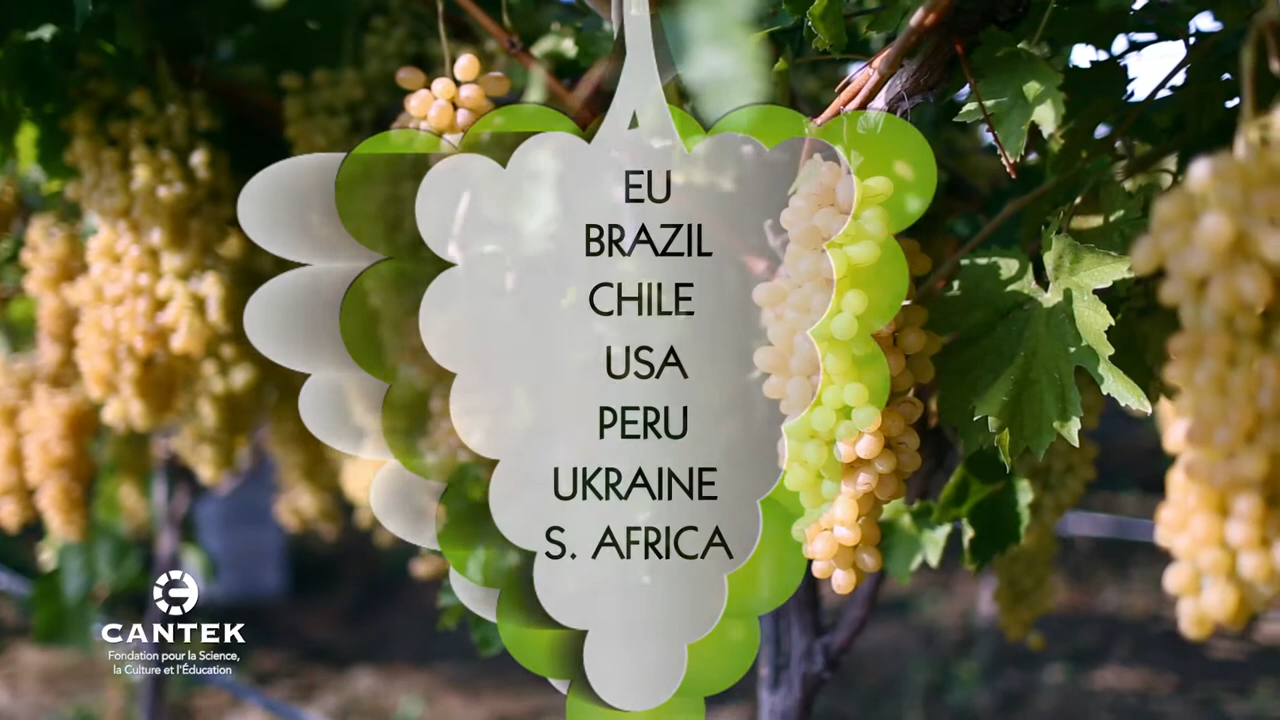 EU
BRAZIL
CHILE
USA
PERU
UKRAINE
S. AFRICA
CANTEK
Fondation pour la Science,
la Culture et l'Éducation